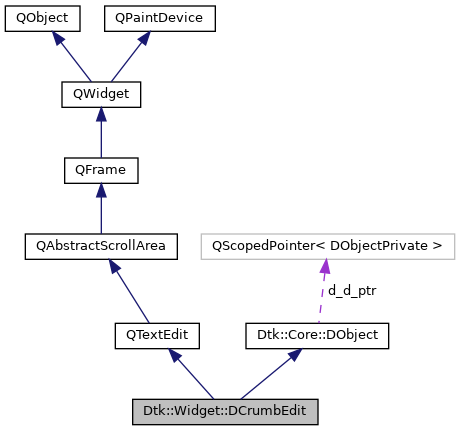 QObject
QPaintDevice
QWidget
QFrame
QAbstractScrollArea
QScopedPointer< DObjectPrivate >
d_d_ptr
QTextEdit
Dtk::Core::DObject
Dtk::Widget::DCrumbEdit